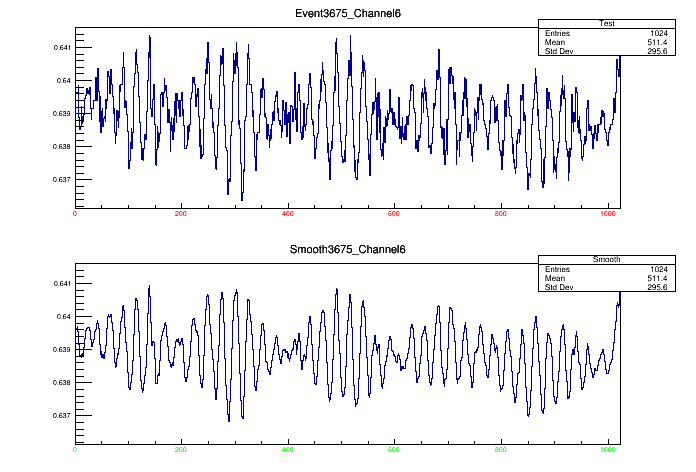 Event3675_Channel6
Test
Entries 1024
Mean 511.4
Std Dev 295.6
0.641
0.64
0.639
0.638
0.637
0 200 400 600 800 1000
Smooth3675_Channel6
Smooth
Entries 1024
Mean 511.4
Std Dev 295.6
0.641
0.64
0.639
0.638
0.637
0 200 400 600 800 1000